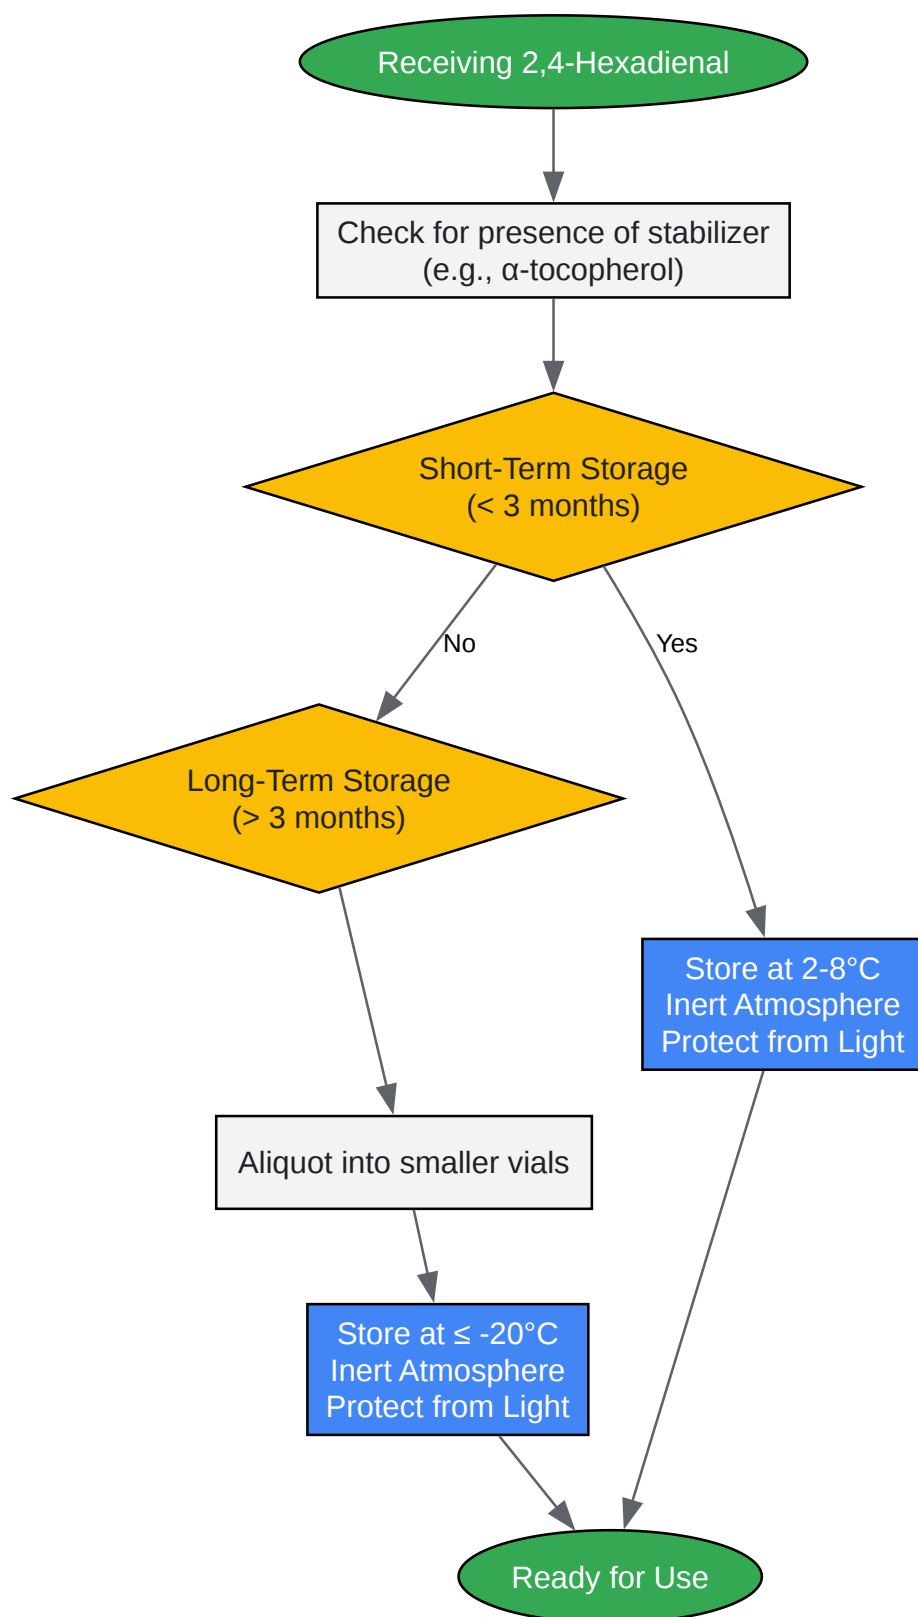 Receiving 2,4-Hexadienal
Check for presence of stabilizer
(e.g., α-tocopherol)
Short-Term Storage
(< 3 months)
No
Yes
Long-Term Storage
(> 3 months)
Store at 2-8°C
Inert Atmosphere
Protect from Light
Aliquot into smaller vials
Store at ≤ -20°C
Inert Atmosphere
Protect from Light
Ready for Use